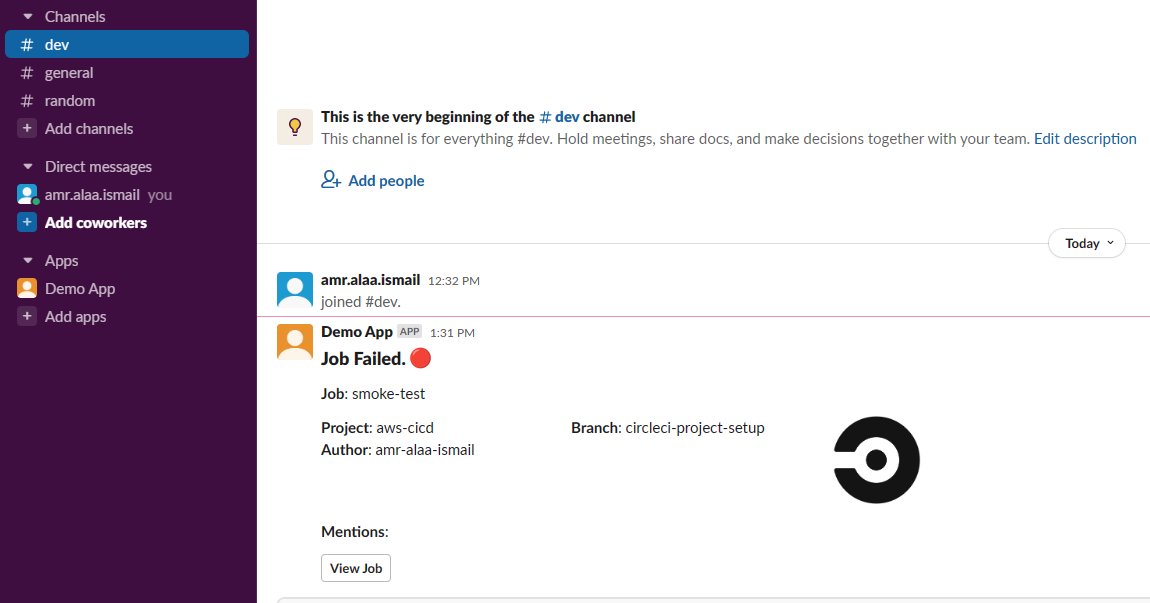 Channels
# dev
# general
# random
+ Add channels
Direct messages
amr.alaa.ismail you
+ Add coworkers
Apps
Demo App
+ Add apps
This is the very beginning of the # dev channel
This channel is for everything #dev. Hold meetings, share docs, and make decisions together with your team. Edit description
Add people
Today
amr.alaa.ismail 12:32 PM
joined #dev.
Demo App APP 1:31 PM
Job Failed. 🔴
Job: smoke-test
Project: aws-cicd Branch: circleci-project-setup
Author: amr-alaa-ismail
Mentions:
View Job